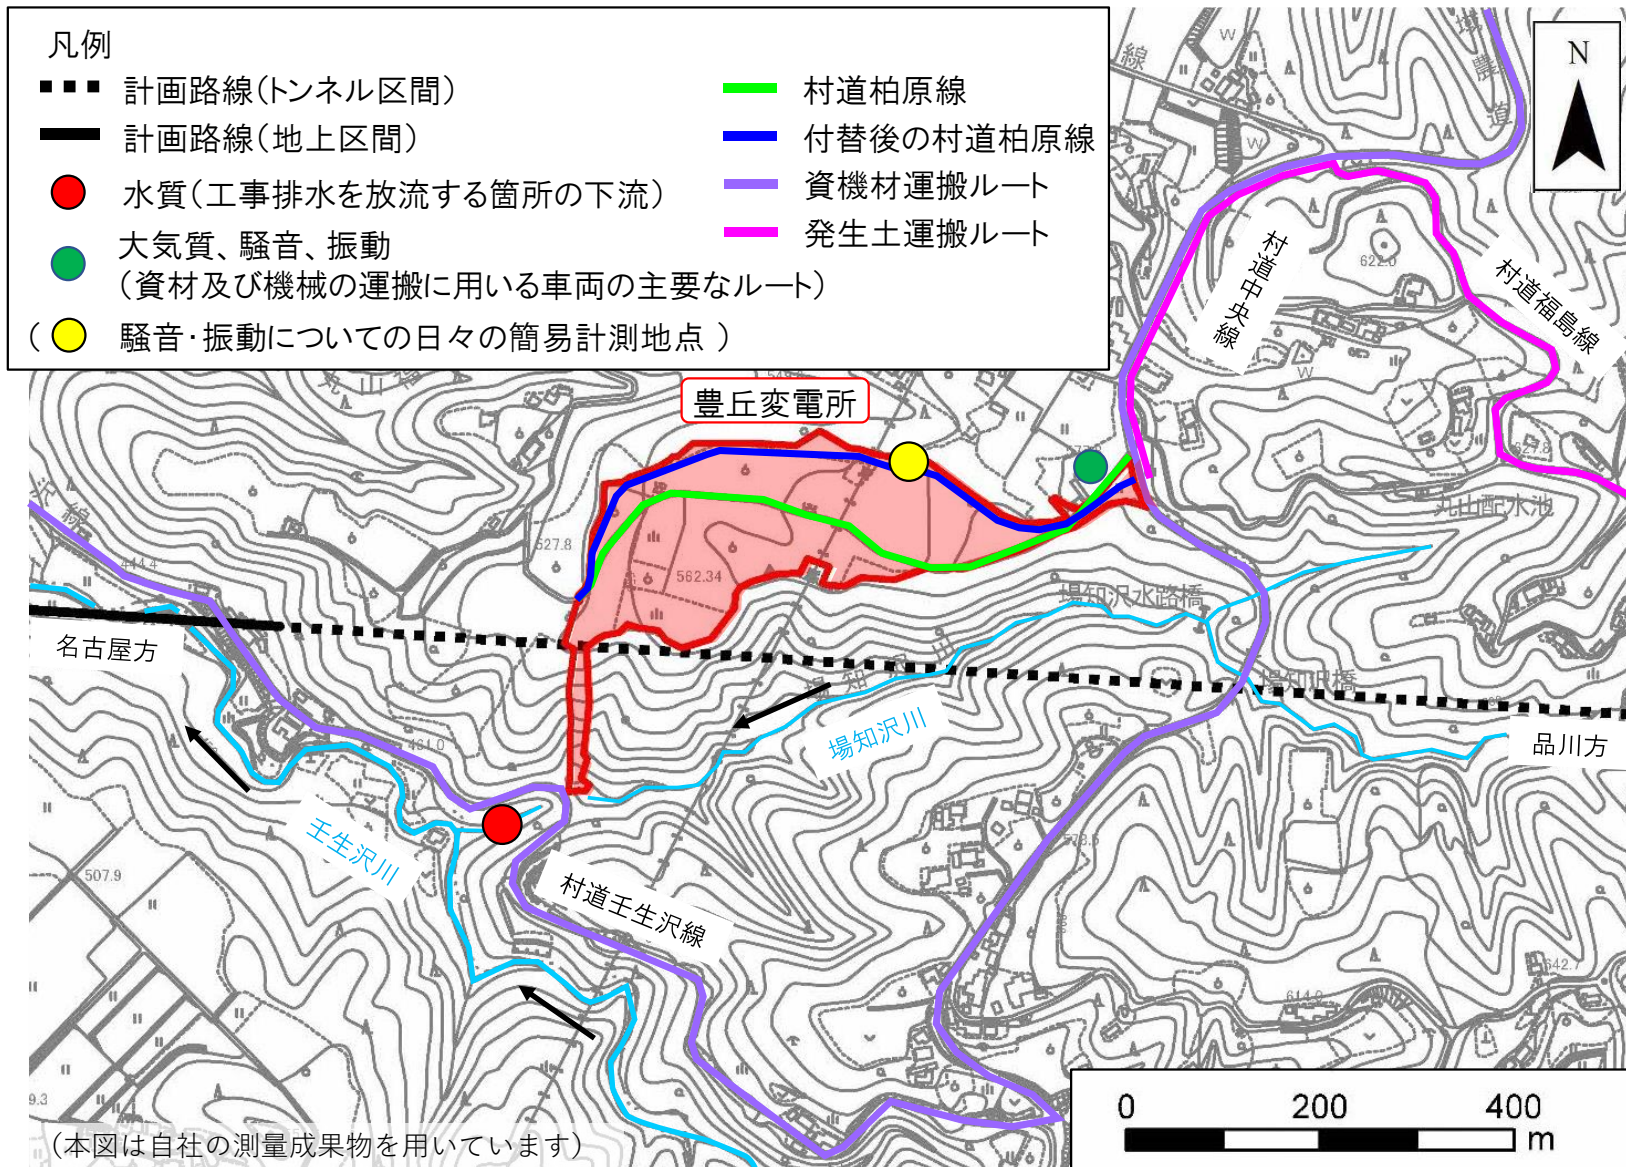 凡例
計画路線(トンネル区間)
計画路線(地上区間)
水質(工事排水を放流する箇所の下流)
大気質、騒音、振動
(資材及び機械の運搬に用いる車両の主要なルート)
( 騒音・振動についての日々の簡易計測地点 )
村道柏原線
付替後の村道柏原線
資機材運搬ルート
発生土運搬ルート
N
線
農
道
村道中央線
622.0
村道福島線
豊丘変電所
627.8
丸山配水池
444.4
562.34
場知沢水路橋
名古屋方
場知沢橋
場知沢川
品川方
461.0
壬生沢川
507.9
村道壬生沢線
578.5
642.7
614.0
9.3
(本図は自社の測量成果物を用いています)
0 200 400
m